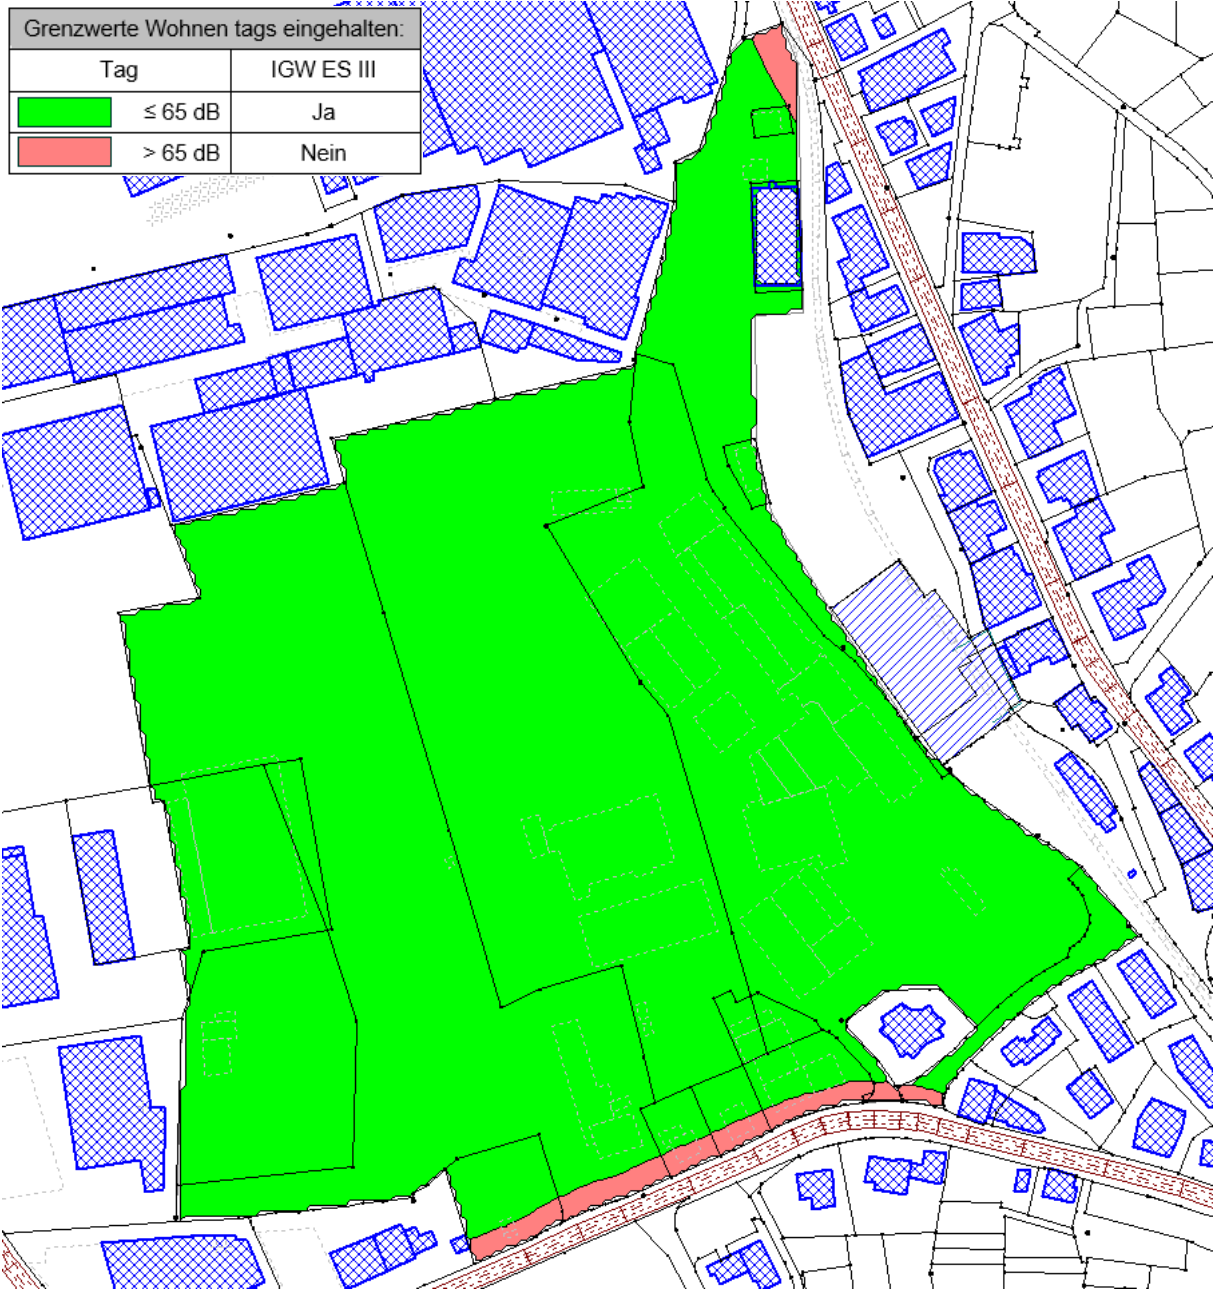 Grenzwerte Wohnen tags eingehalten:
Tag IGW ES III
≤ 65 dB Ja
> 65 dB Nein